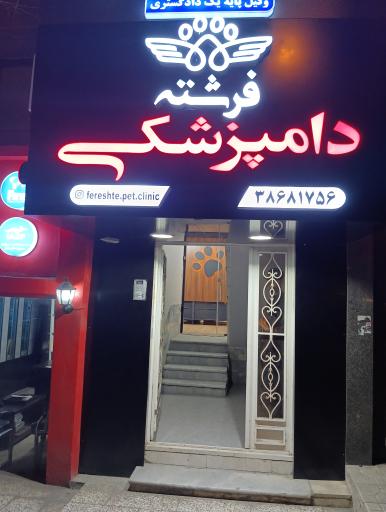 وکیل پایه یک دادگستری
فرشته
دامپزشکی
fereshte.pet.clinic
۳۸۶۸۱۷۵۶